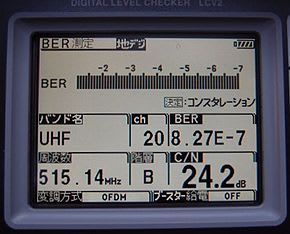 DIGITAL LEVEL CHECKER LCV2
BER測定 地デジ
-2 -3 -4 -5 -6 -7
BER
決定:コンスタレーション
バンド名 ch BER
UHF 20 8.27E-7
周波数 階層 C/N
515.14MHz B 24.2dB
変調方式 OFDM ブースター給電 OFF